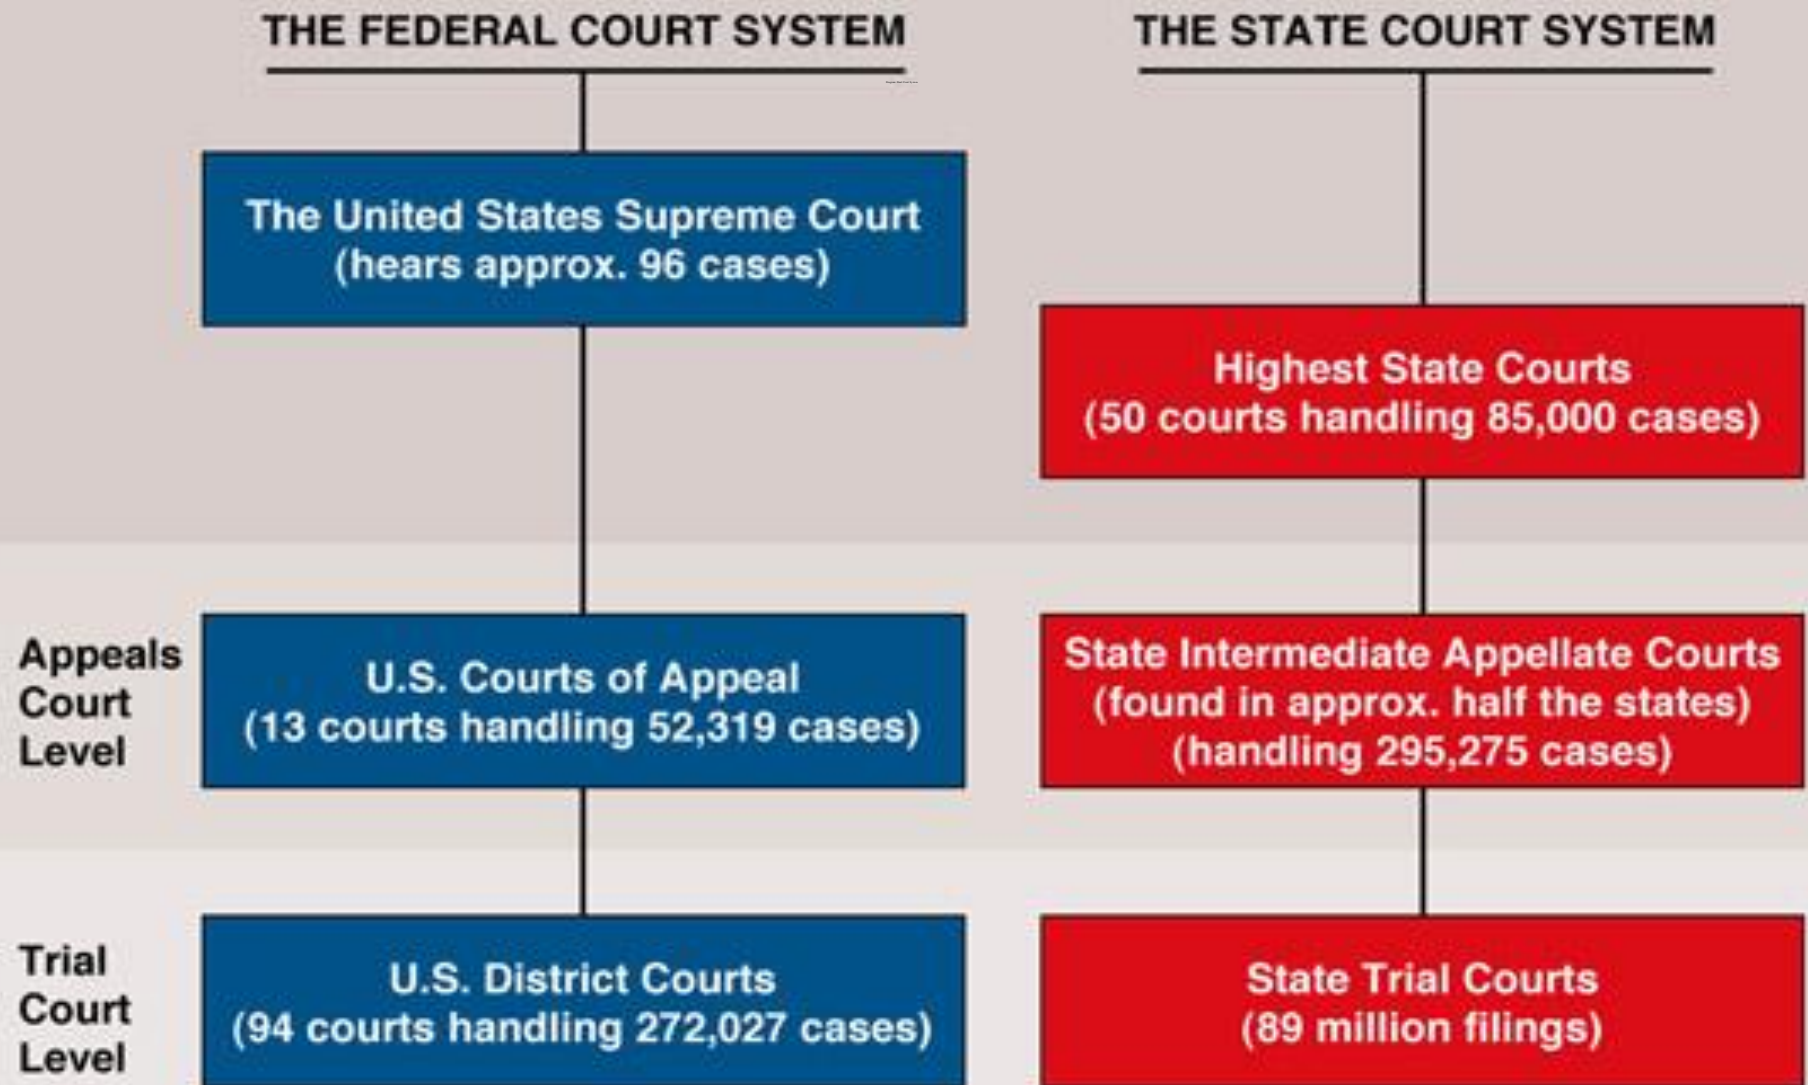 THE FEDERAL COURT SYSTEM
THE STATE COURT SYSTEM
The United States Supreme Court
(hears approx. 96 cases)
Highest State Courts
(50 courts handling 85,000 cases)
Appeals
Court
Level
U.S. Courts of Appeal
(13 courts handling 52,319 cases)
State Intermediate Appellate Courts
(found in approx. half the states)
(handling 295,275 cases)
Trial
Court
Level
U.S. District Courts
(94 courts handling 272,027 cases)
State Trial Courts
(89 million filings)